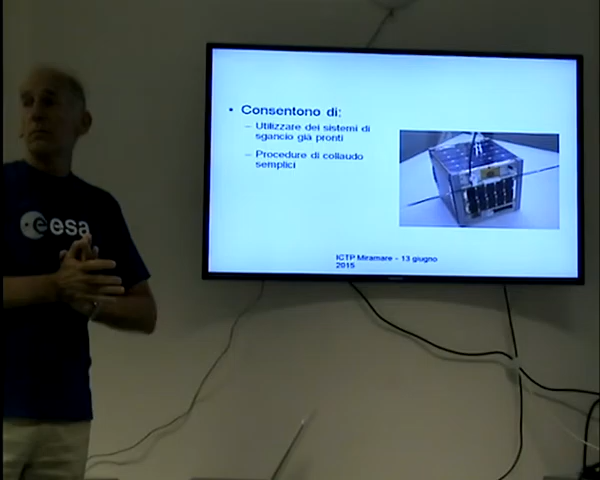 • Consentono di:
– Utilizzare dei sistemi di
sgancio già pronti
– Procedure di collaudo
semplici
ICTP Miramare - 13 giugno
2015
esa